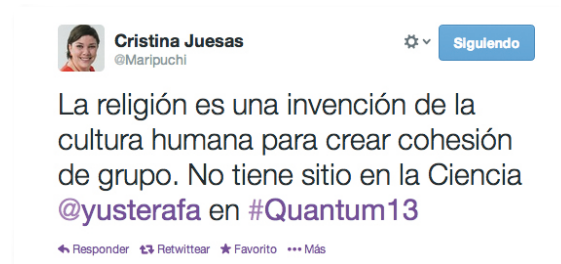 Cristina Juesas
@Maripuchi
Siguiendo
La religión es una invención de la
cultura humana para crear cohesión
de grupo. No tiene sitio en la Ciencia
@yusterafa en #Quantum13
Responder Retwittear Favorito Más